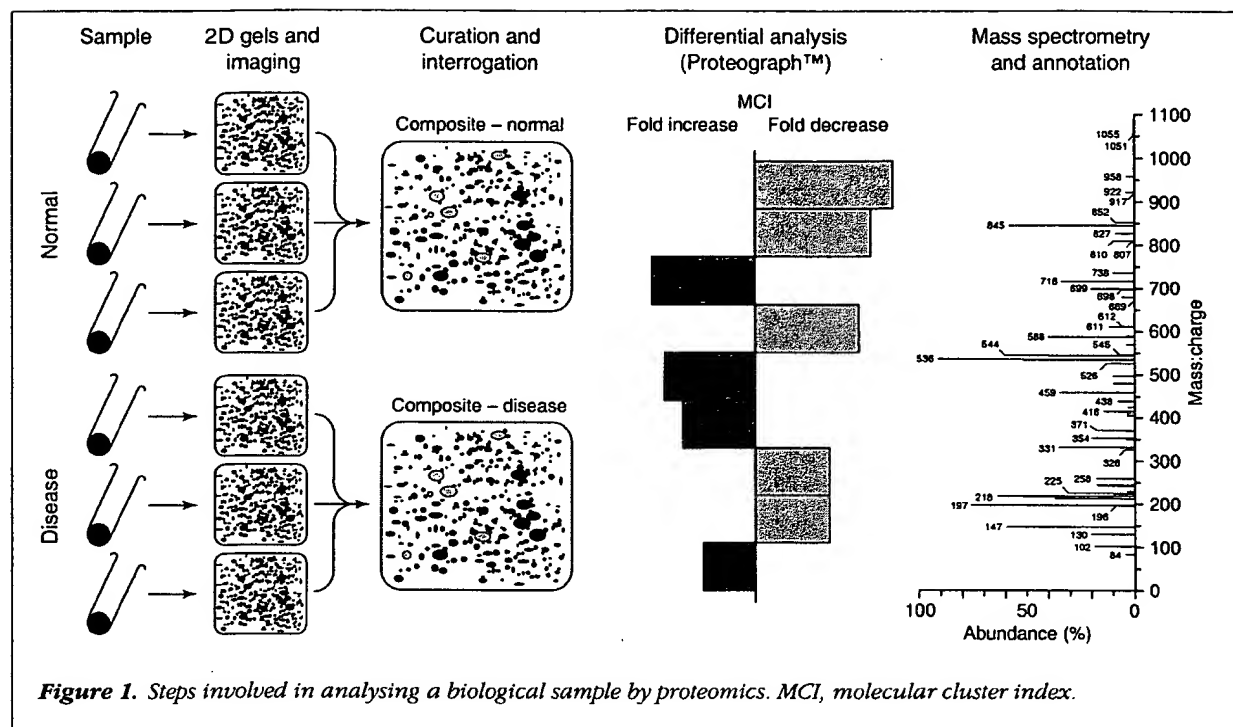 Sample
2D gels and
imaging
Curation and
interrogation
Differential analysis
(Proteograph™)
Mass spectrometry
and annotation
Normal
Disease
Composite – normal
Composite – disease
MCI
Fold increase
Fold decrease
1055
1051
958
922
917
852
845
827
810
807
738
716
699
698
669
612
611
588
544
545
536
526
459
438
416
371
354
331
326
258
225
218
197
196
147
130
102
84
1100
1000
900
800
700
600
500
400
300
200
100
0
Mass:charge
100
50
0
Abundance (%)
Figure 1. Steps involved in analysing a biological sample by proteomics. MCI, molecular cluster index.